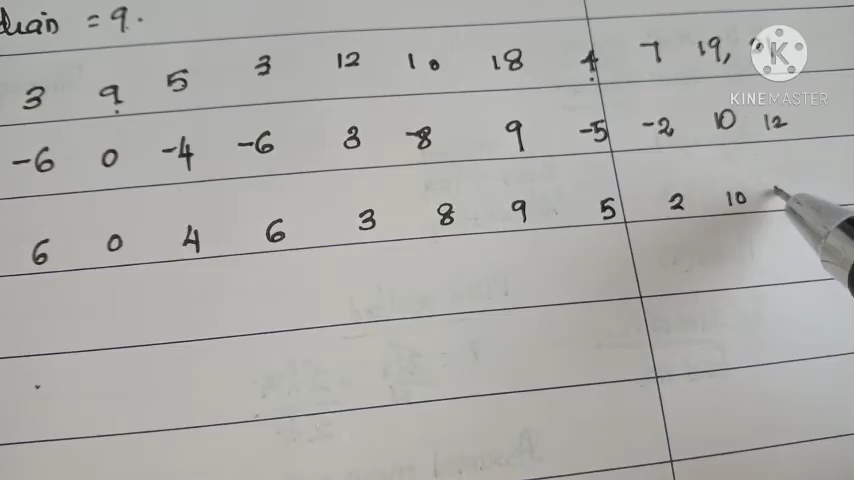 = 9.
3 9 5 3 12 10 18 4 7 19,
-6 0 -4 -6 3 -8 9 -5 -2 10 12
6 0 4 6 3 8 9 5 2 10
K
KINEMASTER